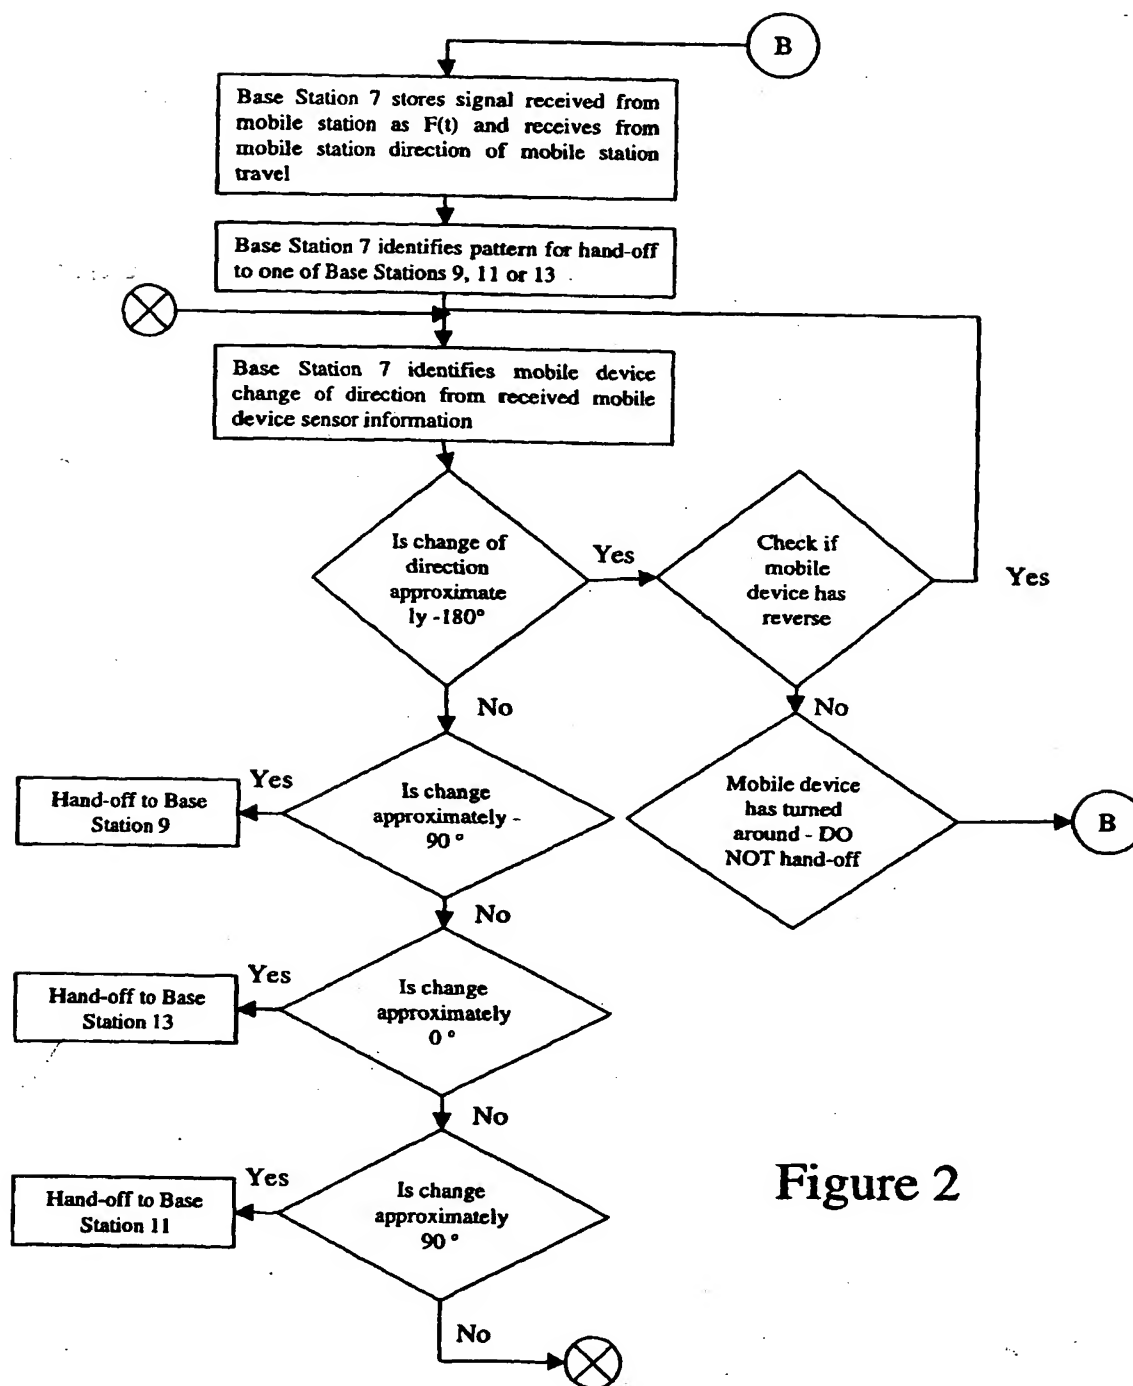 B
Base Station 7 stores signal received from
mobile station as F(t) and receives from
mobile station direction of mobile station
travel
Base Station 7 identifies pattern for hand-off
to one of Base Stations 9, 11 or 13
Base Station 7 identifies mobile device
change of direction from received mobile
device sensor information
Is change of
direction
approximate
ly -180°
Yes
Check if
mobile
device has
reverse
Yes
No
No
Is change
approximately -
90 °
Yes
Hand-off to Base
Station 9
Mobile device
has turned
around - DO
NOT hand-off
B
No
Is change
approximately
0 °
Yes
Hand-off to Base
Station 13
No
Is change
approximately
90 °
Yes
Hand-off to Base
Station 11
No
Figure 2